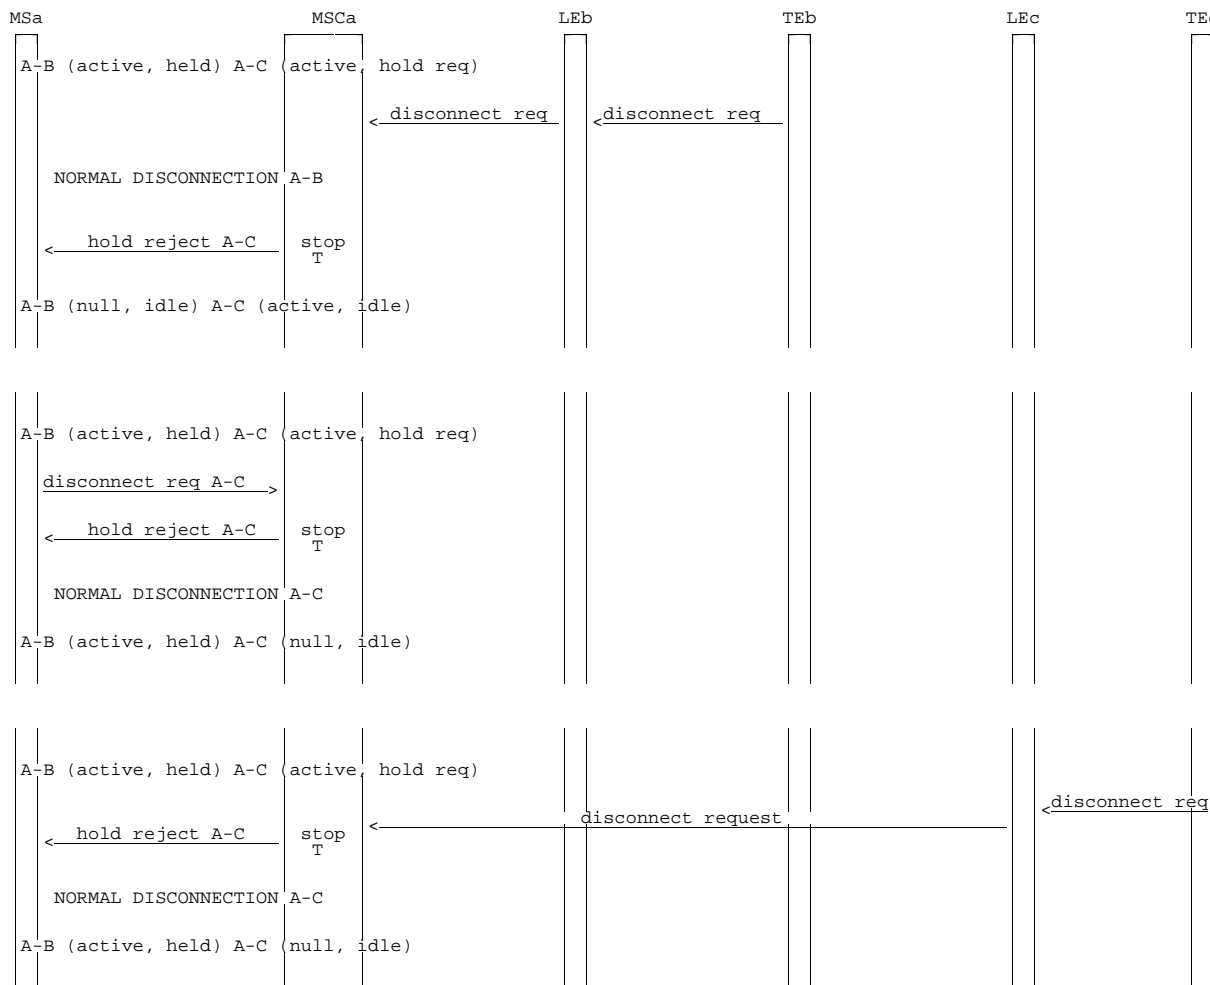 MSa MSCa LEb TEb LEc TEc
A-B (active, held) A-C (active, hold req)
disconnect req disconnect req
NORMAL DISCONNECTION A-B
hold reject A-C stop
T
A-B (null, idle) A-C (active, idle)
A-B (active, held) A-C (active, hold req)
disconnect req A-C
hold reject A-C stop
T
NORMAL DISCONNECTION A-C
A-B (active, held) A-C (null, idle)
A-B (active, held) A-C (active, hold req)
disconnect req
disconnect request
hold reject A-C stop
T
NORMAL DISCONNECTION A-C
A-B (active, held) A-C (null, idle)